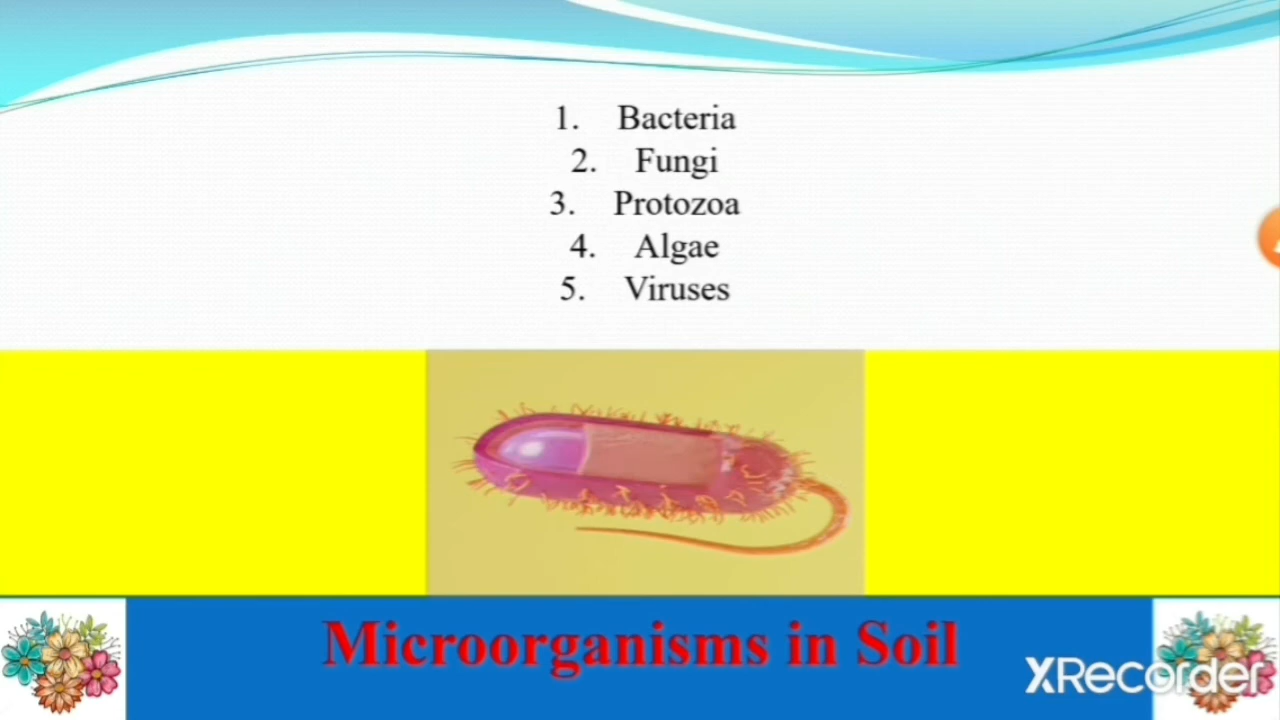 1. Bacteria
2. Fungi
3. Protozoa
4. Algae
5. Viruses
Microorganisms in Soil
XRecorder